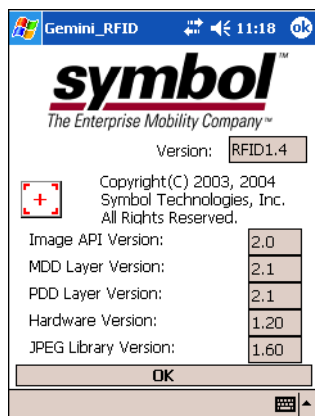 Gemini_RFID 11:18 ok
symbol™
The Enterprise Mobility Company™
Version: RFID1.4
Copyright(C) 2003, 2004
Symbol Technologies, Inc.
All Rights Reserved.
Image API Version: 2.0
MDD Layer Version: 2.1
PDD Layer Version: 2.1
Hardware Version: 1.20
JPEG Library Version: 1.60
OK